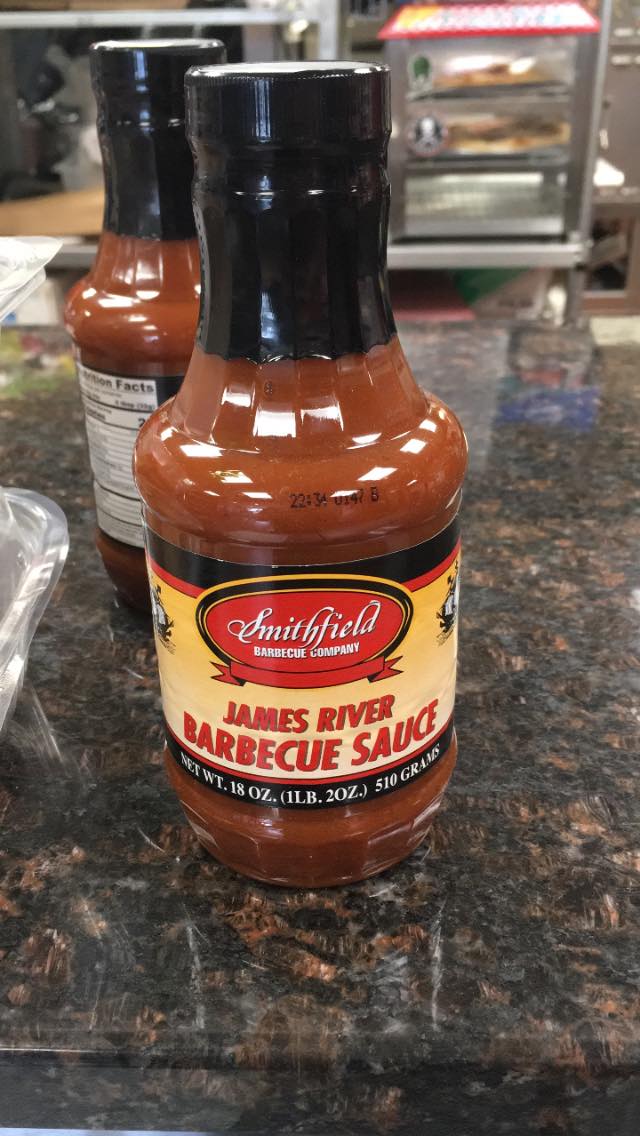 Nutrition Facts
22:34 0147 B
Smithfield
BARBECUE COMPANY
JAMES RIVER
BARBECUE SAUCE
NET WT. 18 OZ. (1LB. 2OZ.) 510 GRAMS